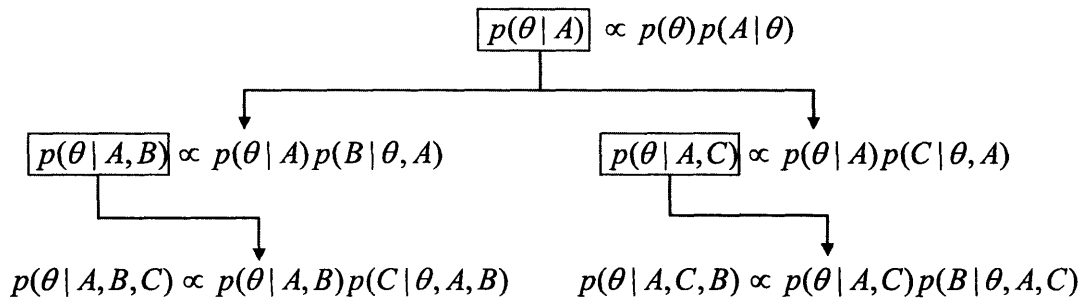 p(θ | A) ∝ p(θ) p(A | θ)
p(θ | A, B) ∝ p(θ | A) p(B | θ, A) p(θ | A, C) ∝ p(θ | A) p(C | θ, A)
p(θ | A, B, C) ∝ p(θ | A, B) p(C | θ, A, B) p(θ | A, C, B) ∝ p(θ | A, C) p(B | θ, A, C)